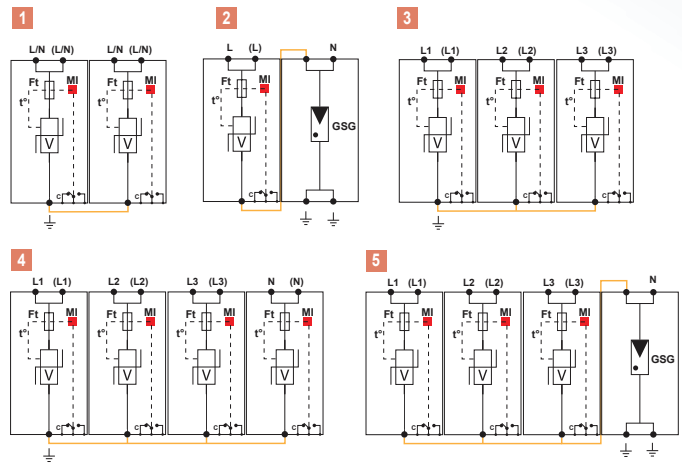 1
L/N (L/N) L/N (L/N)
Ft MI Ft MI
t° t°
V V
C C
2
L (L) N
Ft MI
t°
GSG
V
C
3
L1 (L1) L2 (L2) L3 (L3)
Ft MI Ft MI Ft MI
t° t° t°
V V V
C C C
4
L1 (L1) L2 (L2) L3 (L3) N (N)
Ft MI Ft MI Ft MI Ft MI
t° t° t° t°
V V V V
C C C C
5
L1 (L1) L2 (L2) L3 (L3) N
Ft MI Ft MI Ft MI
t° t° t°
GSG
V V V
C C C